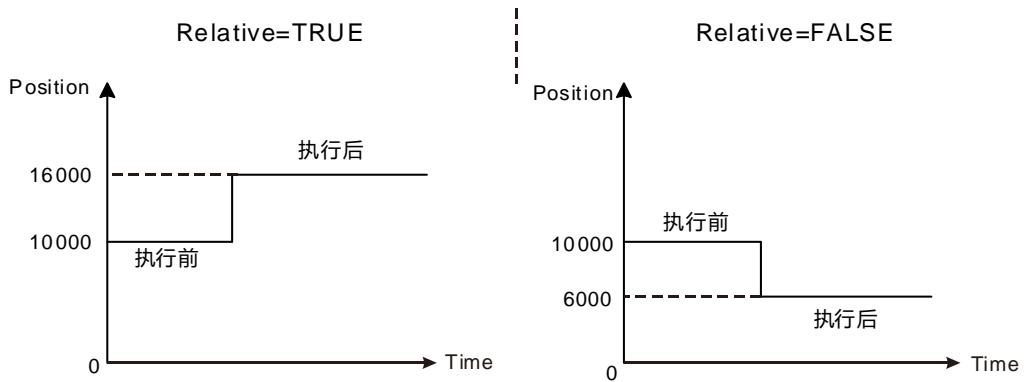 Relative=TRUE
Position
执行后
16000
10000
执行前
0
Time
Relative=FALSE
Position
执行前
10000
6000
执行后
0
Time